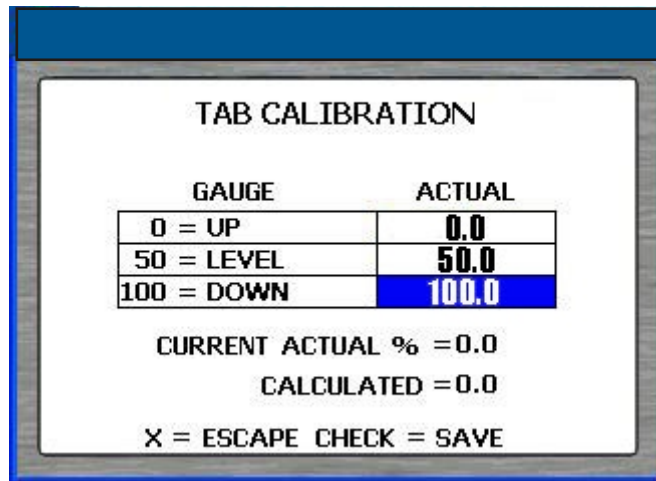 TAB CALIBRATION
GAUGE ACTUAL
0 = UP 0.0
50 = LEVEL 50.0
100 = DOWN 100.0
CURRENT ACTUAL % =0.0
CALCULATED =0.0
X = ESCAPE CHECK = SAVE